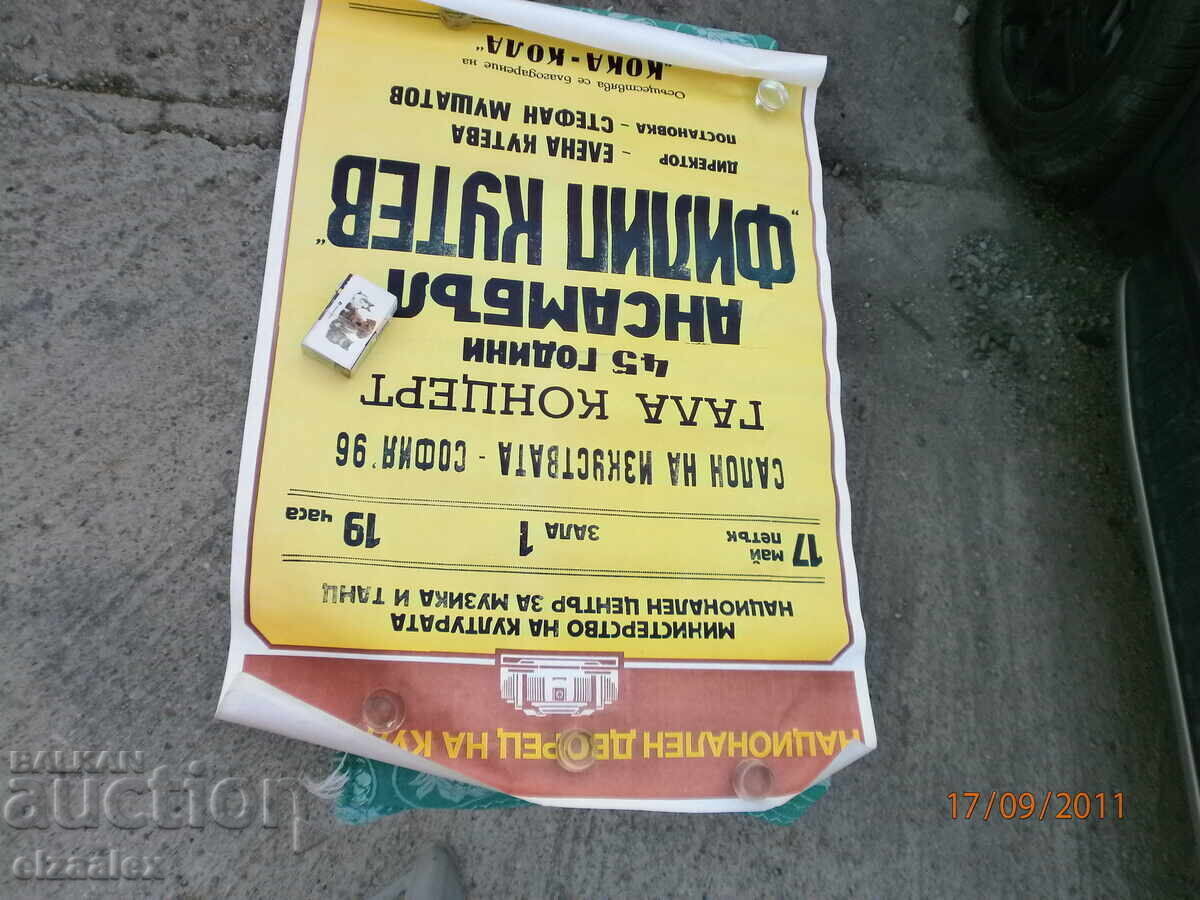 НАЦИОНАЛЕН ДВОРЕЦ НА КУЛ
МИНИСТЕРСТВО НА КУЛТУРАТА
НАЦИОНАЛЕН ЦЕНТЪР ЗА МУЗИКА И ТАНЦ
17 май петък ЗАЛА 1 19 часа
САЛОН НА ИЗКУСТВАТА - СОФИЯ '96
ГАЛА КОНЦЕРТ
45 ГОДИНИ
АНСАМБЪЛ
"ФИЛИП КУТЕВ"
ДИРЕКТОР - ЕЛЕНА КУТЕВА
ПОСТАНОВКА - СТЕФАН МУШАТОВ
Осъществява се благодарение на
"КОКА-КОЛА"
BALKAN
auction
elzaalex
17/09/2011